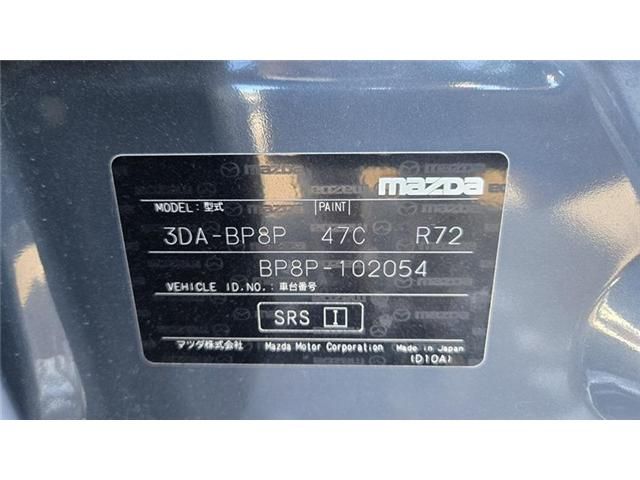 mazda
MODEL:型式 PAINT
3DA-BP8P 47C R72
BP8P-102054
VEHICLE ID.NO.:車台番号
SRS I
マツダ株式会社 Mazda Motor Corporation Made in Japan
(D10A)